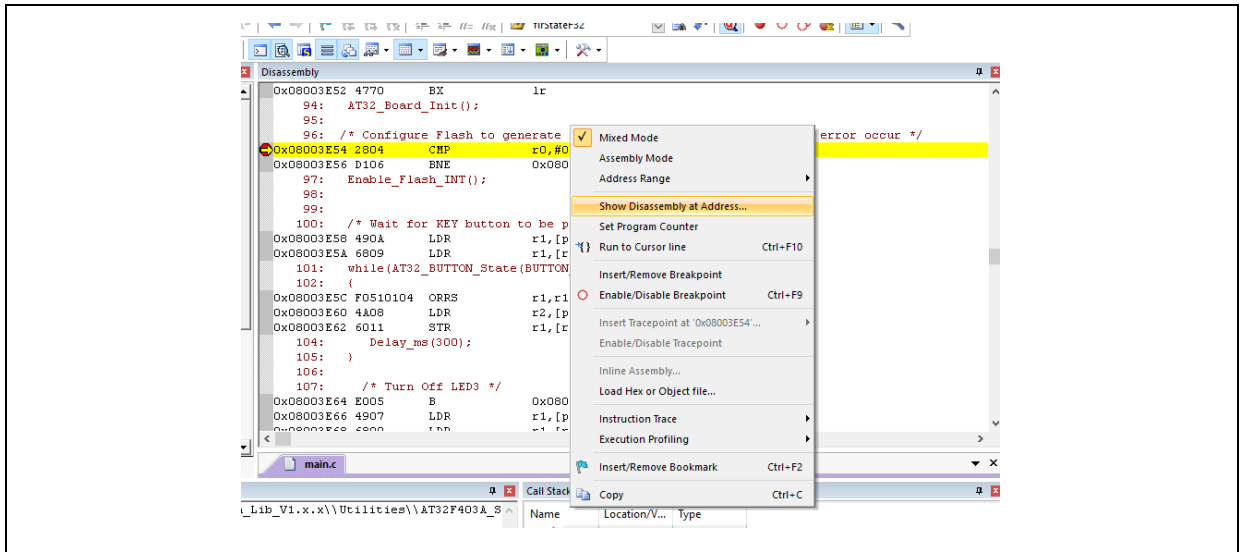 firStateF32
Disassembly
0x08003E52 4770 BX lr
94: AT32_Board_Init();
95:
96: /* Configure Flash to generate error occur */
0x08003E54 2804 CMP r0,#0
0x08003E56 D106 BNE 0x080
97: Enable_Flash_INT();
98:
99:
100: /* Wait for KEY button to be p
0x08003E58 490A LDR r1,[p
0x08003E5A 6809 LDR r1,[r
101: while(AT32_BUTTON_State(BUTTON
102: {
0x08003E5C F0510104 ORRS r1,r1
0x08003E60 4A08 LDR r2,[p
0x08003E62 6011 STR r1,[r
104: Delay_ms(300);
105: }
106:
107: /* Turn Off LED3 */
0x08003E64 E005 B 0x080
0x08003E66 4907 LDR r1,[p
0x08003E68 6809 LDR r1,[r
Mixed Mode
Assembly Mode
Address Range
Show Disassembly at Address...
Set Program Counter
Run to Cursor line Ctrl+F10
Insert/Remove Breakpoint
Enable/Disable Breakpoint Ctrl+F9
Insert Tracepoint at '0x08003E54'...
Enable/Disable Tracepoint
Inline Assembly...
Load Hex or Object file...
Instruction Trace
Execution Profiling
Insert/Remove Bookmark Ctrl+F2
Copy Ctrl+C
main.c
Call Stack
_Lib_V1.x.x\\Utilities\\AT32F403A_S
Name Location/V... Type